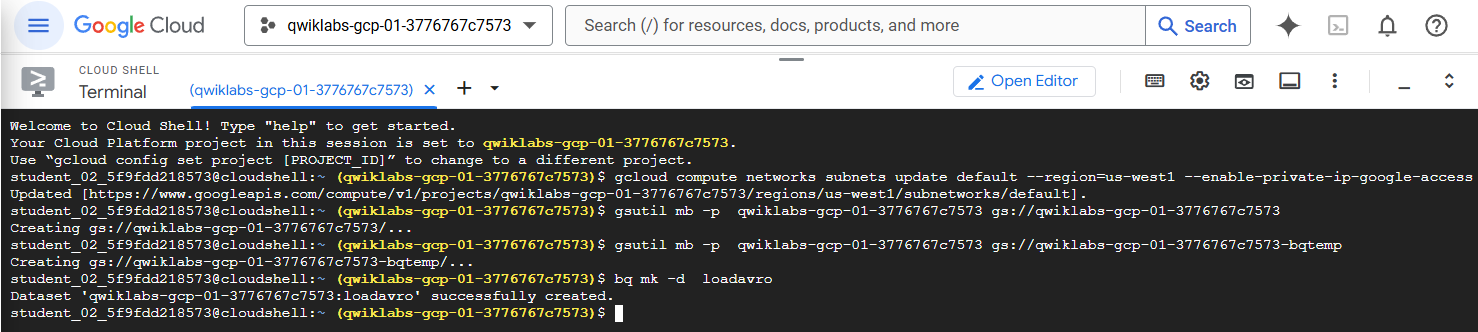 Google Cloud
qwiklabs-gcp-01-3776767c7573
Search (/) for resources, docs, products, and more
Search
CLOUD SHELL
Terminal
(qwiklabs-gcp-01-3776767c7573)
Open Editor
Welcome to Cloud Shell! Type "help" to get started.
Your Cloud Platform project in this session is set to qwiklabs-gcp-01-3776767c7573.
Use “gcloud config set project [PROJECT_ID]” to change to a different project.
student_02_5f9fdd218573@cloudshell:~ (qwiklabs-gcp-01-3776767c7573)$ gcloud compute networks subnets update default --region=us-west1 --enable-private-ip-google-access
Updated [https://www.googleapis.com/compute/v1/projects/qwiklabs-gcp-01-3776767c7573/regions/us-west1/subnetworks/default].
student_02_5f9fdd218573@cloudshell:~ (qwiklabs-gcp-01-3776767c7573)$ gsutil mb -p  qwiklabs-gcp-01-3776767c7573 gs://qwiklabs-gcp-01-3776767c7573
Creating gs://qwiklabs-gcp-01-3776767c7573/...
student_02_5f9fdd218573@cloudshell:~ (qwiklabs-gcp-01-3776767c7573)$ gsutil mb -p  qwiklabs-gcp-01-3776767c7573 gs://qwiklabs-gcp-01-3776767c7573-bqtemp
Creating gs://qwiklabs-gcp-01-3776767c7573-bqtemp/...
student_02_5f9fdd218573@cloudshell:~ (qwiklabs-gcp-01-3776767c7573)$ bq mk -d  loadavro
Dataset 'qwiklabs-gcp-01-3776767c7573:loadavro' successfully created.
student_02_5f9fdd218573@cloudshell:~ (qwiklabs-gcp-01-3776767c7573)$